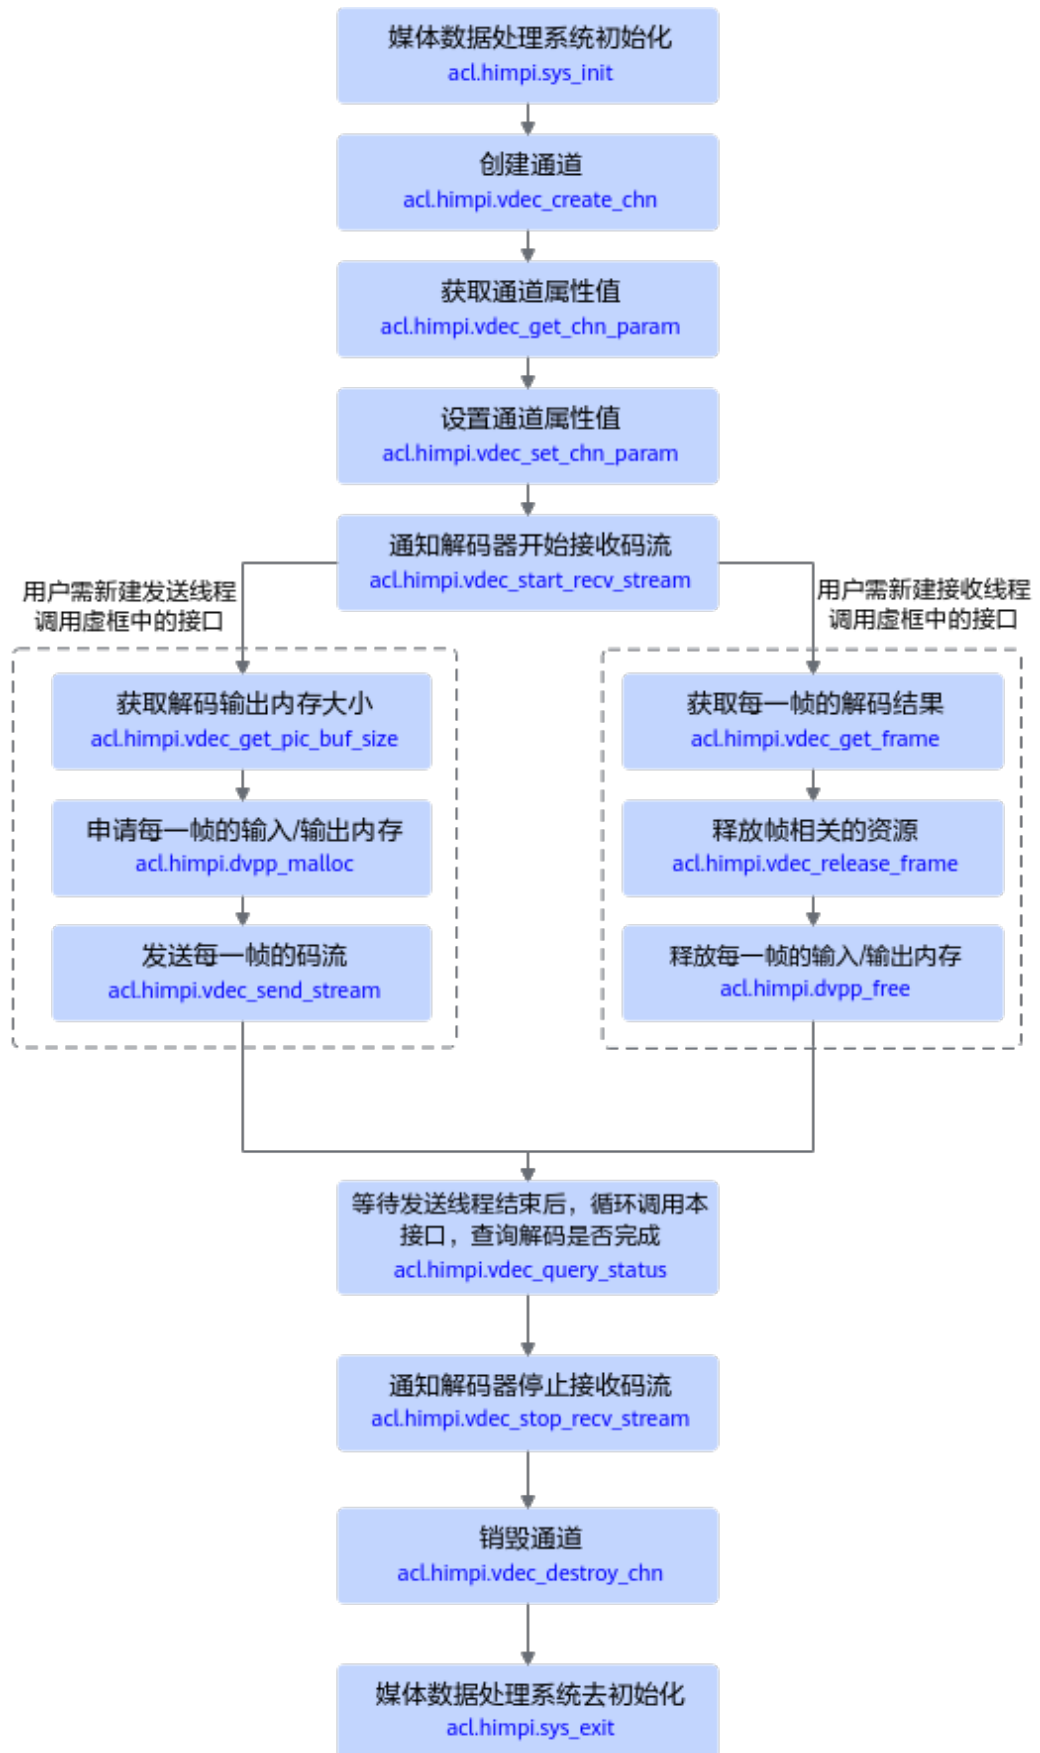 媒体数据处理系统初始化
acl.himpi.sys_init
创建通道
acl.himpi.vdec_create_chn
获取通道属性值
acl.himpi.vdec_get_chn_param
设置通道属性值
acl.himpi.vdec_set_chn_param
通知解码器开始接收码流
acl.himpi.vdec_start_recv_stream
用户需新建发送线程
调用虚框中的接口
获取解码输出内存大小
acl.himpi.vdec_get_pic_buf_size
申请每一帧的输入/输出内存
acl.himpi.dvpp_malloc
发送每一帧的码流
acl.himpi.vdec_send_stream
用户需新建接收线程
调用虚框中的接口
获取每一帧的解码结果
acl.himpi.vdec_get_frame
释放帧相关的资源
acl.himpi.vdec_release_frame
释放每一帧的输入/输出内存
acl.himpi.dvpp_free
等待发送线程结束后，循环调用本
接口，查询解码是否完成
acl.himpi.vdec_query_status
通知解码器停止接收码流
acl.himpi.vdec_stop_recv_stream
销毁通道
acl.himpi.vdec_destroy_chn
媒体数据处理系统去初始化
acl.himpi.sys_exit